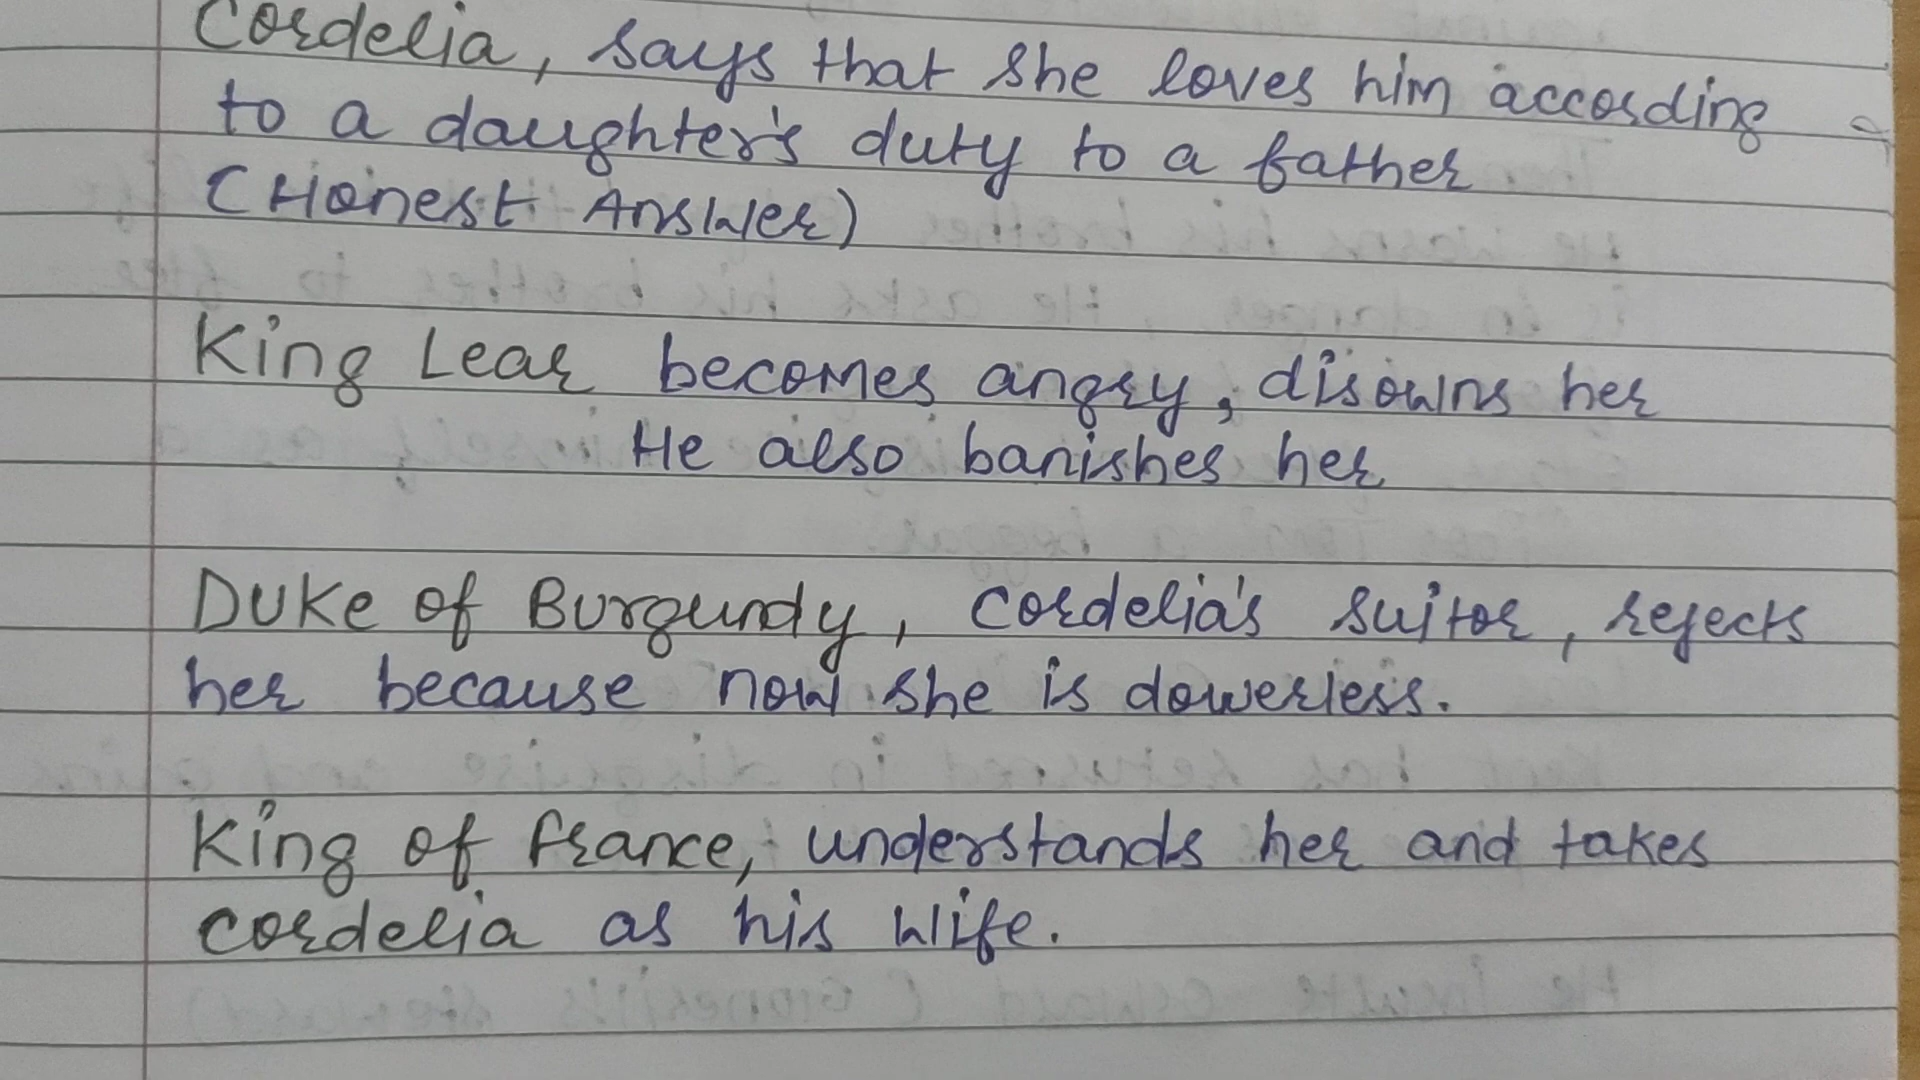 Cordelia, says that she loves him according
to a daughter's duty to a father
(Honest Answer)
King Lear becomes angry, disowns her
He also banishes her
Duke of Burgundy, Cordelia's suitor, rejects
her because now she is dowerless.
King of France, understands her and takes
Cordelia as his wife.